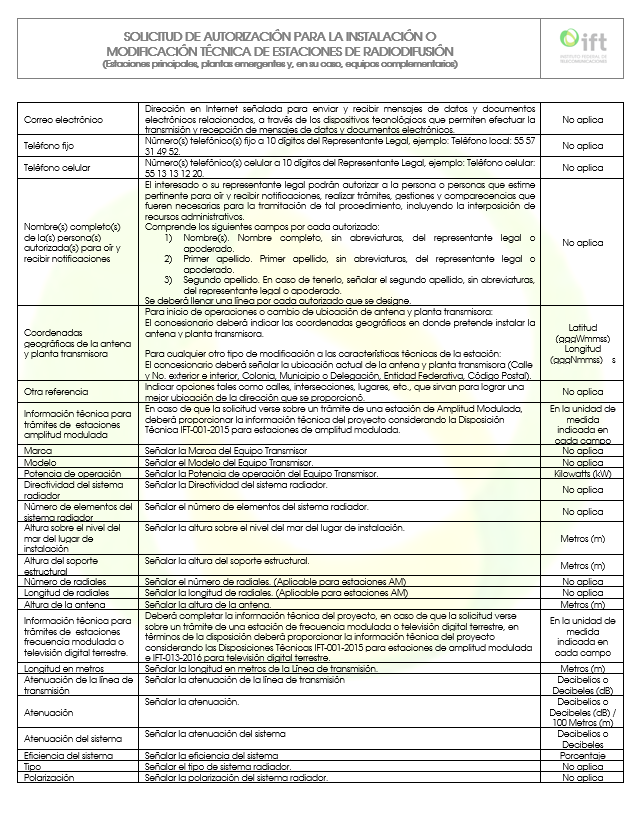 SOLICITUD DE AUTORIZACIÓN PARA LA INSTALACIÓN O
MODIFICACIÓN TÉCNICA DE ESTACIONES DE RADIODIFUSIÓN
(Estaciones principales, plantas emergentes y, en su caso, equipos complementarios)
ift
INSTITUTO FEDERAL DE
TELECOMUNICACIONES
Correo electrónico
Dirección en Internet señalada para enviar y recibir mensajes de datos y documentos
electrónicos relacionados, a través de los dispositivos tecnológicos que permiten efectuar la
transmisión y recepción de mensajes de datos y documentos electrónicos.
No aplica
Teléfono fijo
Número(s) telefónico(s) fijo a 10 dígitos del Representante Legal, ejemplo: Teléfono local: 55 57
31 49 52.
No aplica
Teléfono celular
Número(s) telefónico(s) celular a 10 dígitos del Representante Legal, ejemplo: Teléfono celular:
55 13 13 12 20.
No aplica
Nombre(s) completo(s)
de la(s) persona(s)
autorizada(s) para oír y
recibir notificaciones
El interesado o su representante legal podrán autorizar a la persona o personas que estime
pertinente para oír y recibir notificaciones, realizar trámites, gestiones y comparecencias que
fueren necesarias para la tramitación de tal procedimiento, incluyendo la interposición de
recursos administrativos.
Comprende los siguientes campos por cada autorizado:
1) Nombre(s). Nombre completo, sin abreviaturas, del representante legal o
apoderado.
2) Primer apellido. Primer apellido, sin abreviaturas, del representante legal o
apoderado.
3) Segundo apellido. En caso de tenerlo, señalar el segundo apellido, sin abreviaturas,
del representante legal o apoderado.
Se deberá llenar una línea por cada autorizado que se designe.
No aplica
Coordenadas
geográficas de la antena
y planta transmisora
Para inicio de operaciones o cambio de ubicación de antena y planta transmisora:
El concesionario deberá indicar las coordenadas geográficas en donde pretende instalar la
antena y planta transmisora.
Para cualquier otro tipo de modificación a las características técnicas de la estación:
El concesionario deberá señalar la ubicación actual de la antena y planta transmisora (Calle
y No. exterior e interior, Colonia, Municipio o Delegación, Entidad Federativa, Código Postal).
Latitud
(gggWmmss)
Longitud
(gggNmmss) s
Otra referencia
Indicar opciones tales como calles, intersecciones, lugares, etc., que sirvan para lograr una
mejor ubicación de la dirección que se proporcionó.
No aplica
Información técnica para
trámites de estaciones
amplitud modulada
En caso de que la solicitud verse sobre un trámite de una estación de Amplitud Modulada,
deberá proporcionar la información técnica del proyecto considerando la Disposición
Técnica IFT-001-2015 para estaciones de amplitud modulada.
En la unidad de
medida
indicada en
cada campo
Marca
Señalar la Marca del Equipo Transmisor
No aplica
Modelo
Señalar el Modelo del Equipo Transmisor.
No aplica
Potencia de operación
Señalar la Potencia de operación del Equipo Transmisor.
Kilowatts (kW)
Directividad del sistema
radiador
Señalar la Directividad del sistema radiador.
No aplica
Número de elementos del
sistema radiador
Señalar el número de elementos del sistema radiador.
No aplica
Altura sobre el nivel del
mar del lugar de
instalación
Señalar la altura sobre el nivel de mar del lugar de instalación.
Metros (m)
Altura del soporte
estructural
Señalar la altura del soporte estructural.
Metros (m)
Número de radiales
Señalar el número de radiales. (Aplicable para estaciones AM)
No aplica
Longitud de radiales
Señalar la longitud de radiales. (Aplicable para estaciones AM)
No aplica
Altura de la antena
Señalar la altura de la antena.
Metros (m)
Información técnica para
trámites de estaciones
frecuencia modulada o
televisión digital terrestre.
Deberá completar la información técnica del proyecto, en caso de que la solicitud verse
sobre un trámite de una estación de frecuencia modulada o televisión digital terrestre, en
términos de la disposición deberá proporcionar la información técnica del proyecto
considerando las Disposiciones Técnicas IFT-001-2015 para estaciones de amplitud modulada
e IFT-013-2016 para televisión digital terrestre.
En la unidad de
medida
indicada en
cada campo
Longitud en metros
Señalar la longitud en metros de la Línea de transmisión.
Metros (m)
Atenuación de la línea de
transmisión
Señalar la atenuación de la línea de transmisión
Decibelios o
Decibeles (dB)
Atenuación
Señalar la atenuación.
Decibelios o
Decibeles (dB) /
100 Metros (m)
Atenuación del sistema
Señalar la atenuación del sistema
Decibelios o
Decibeles
Eficiencia del sistema
Señalar la eficiencia del sistema
Porcentaje
Tipo
Señalar el tipo de sistema radiador.
No aplica
Polarización
Señalar la polarización del sistema radiador.
No aplica